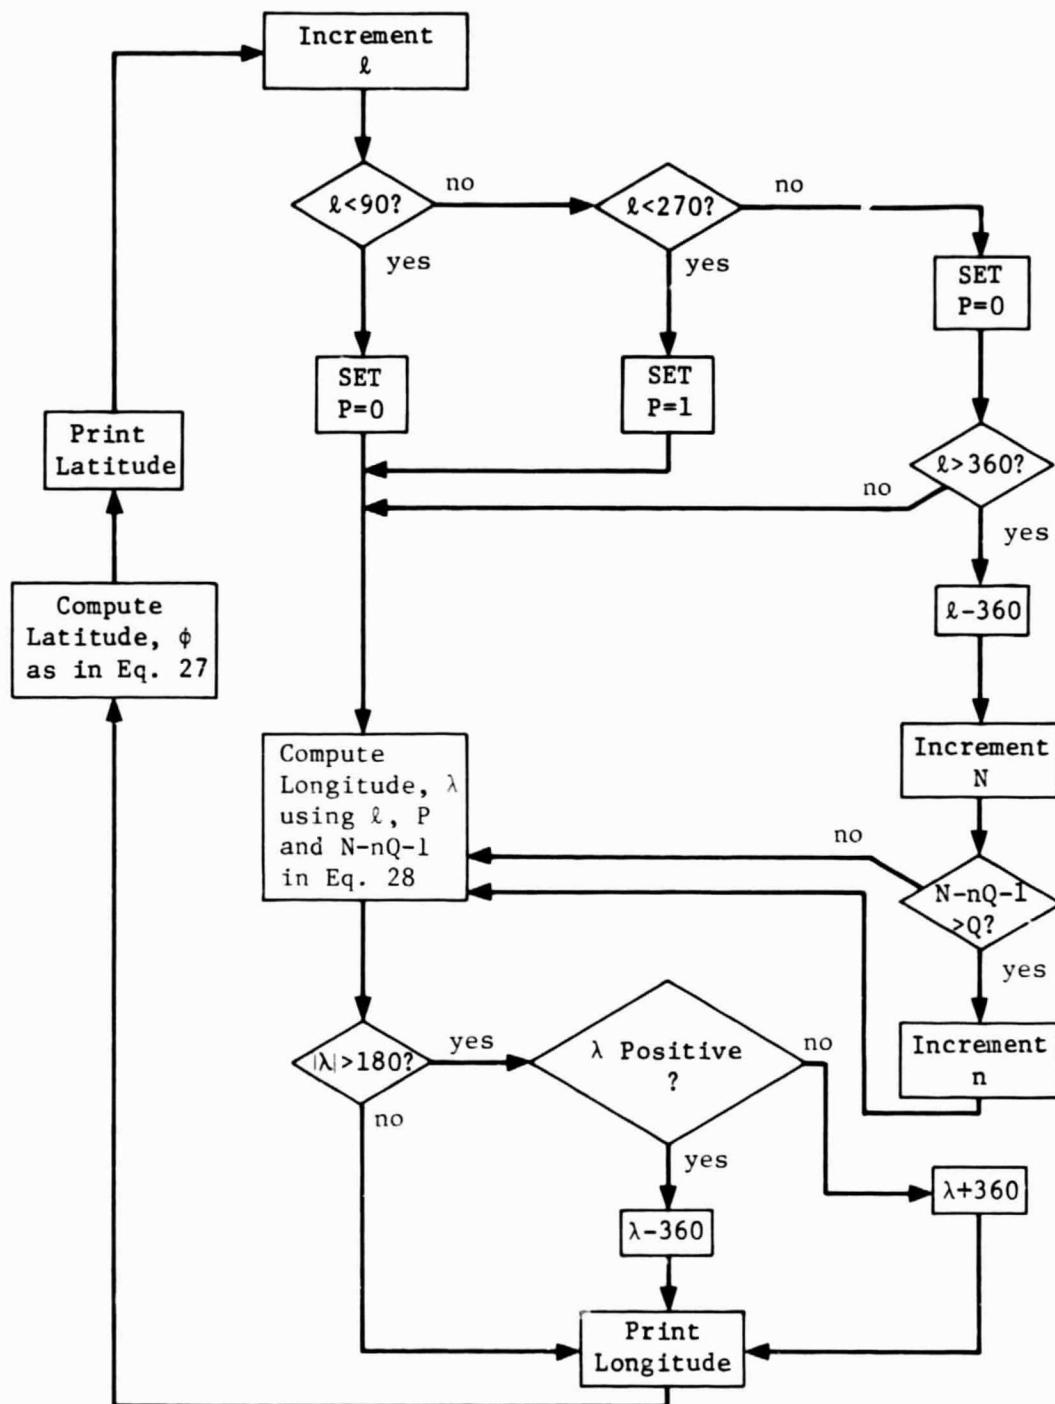 Increment
ℓ
ℓ<90?
no
ℓ<270?
no
yes
yes
SET
P=0
SET
P=0
SET
P=1
Print
Latitude
ℓ>360?
no
yes
Compute
Latitude, φ
as in Eq. 27
ℓ-360
Increment
N
Compute
Longitude, λ
using ℓ, P
and N-nQ-1
in Eq. 28
no
N-nQ-1
>Q?
yes
|λ|>180?
yes
no
λ Positive
?
no
yes
Increment
n
λ+360
λ-360
Print
Longitude